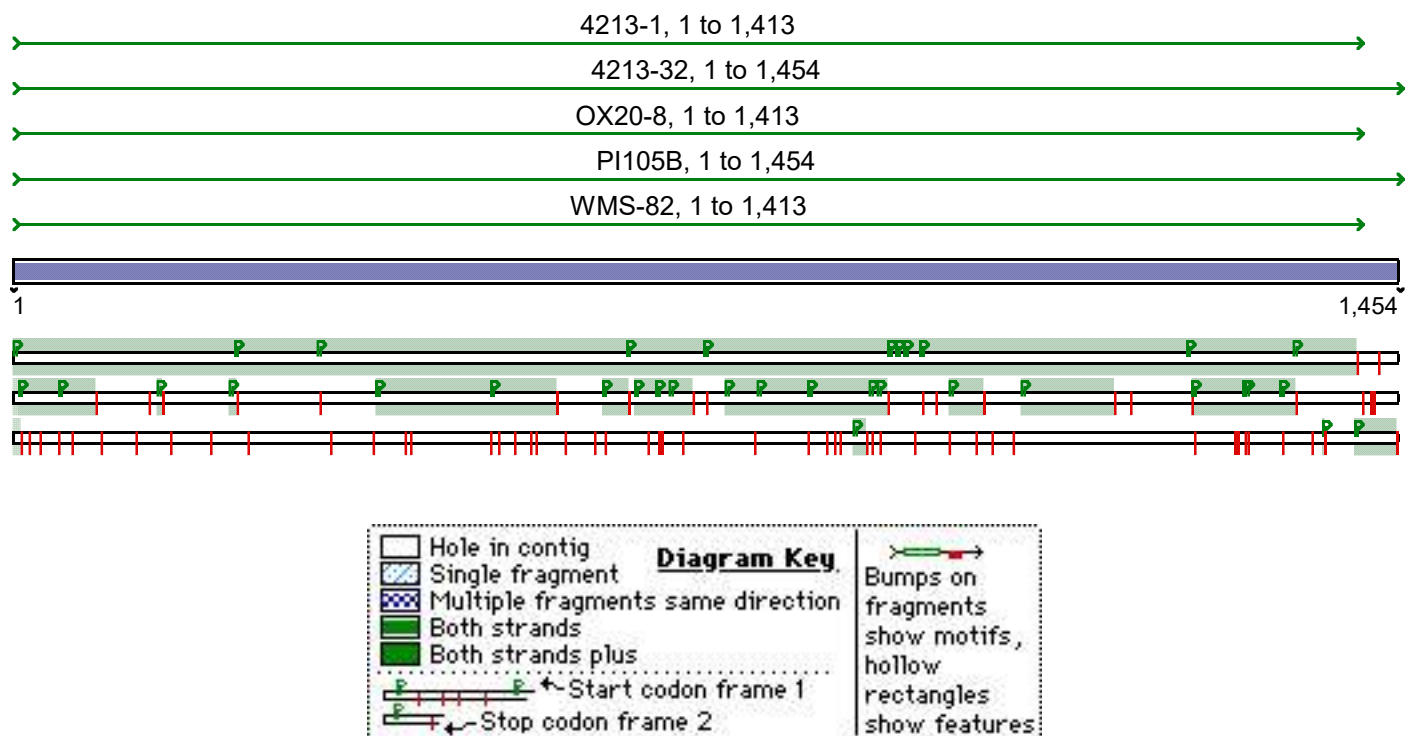 4213-1, 1 to 1,413
4213-32, 1 to 1,454
OX20-8, 1 to 1,413
PI105B, 1 to 1,454
WMS-82, 1 to 1,413
1 1,454
P P P P P P P P P P P
P P P P P P P P P P P P P P P P P P P P P
P P P
Diagram Key
Hole in contig
Single fragment
Multiple fragments same direction
Both strands
Both strands plus
P P Start codon frame 1
P Stop codon frame 2
Bumps on
fragments
show motifs,
hollow
rectangles
show features